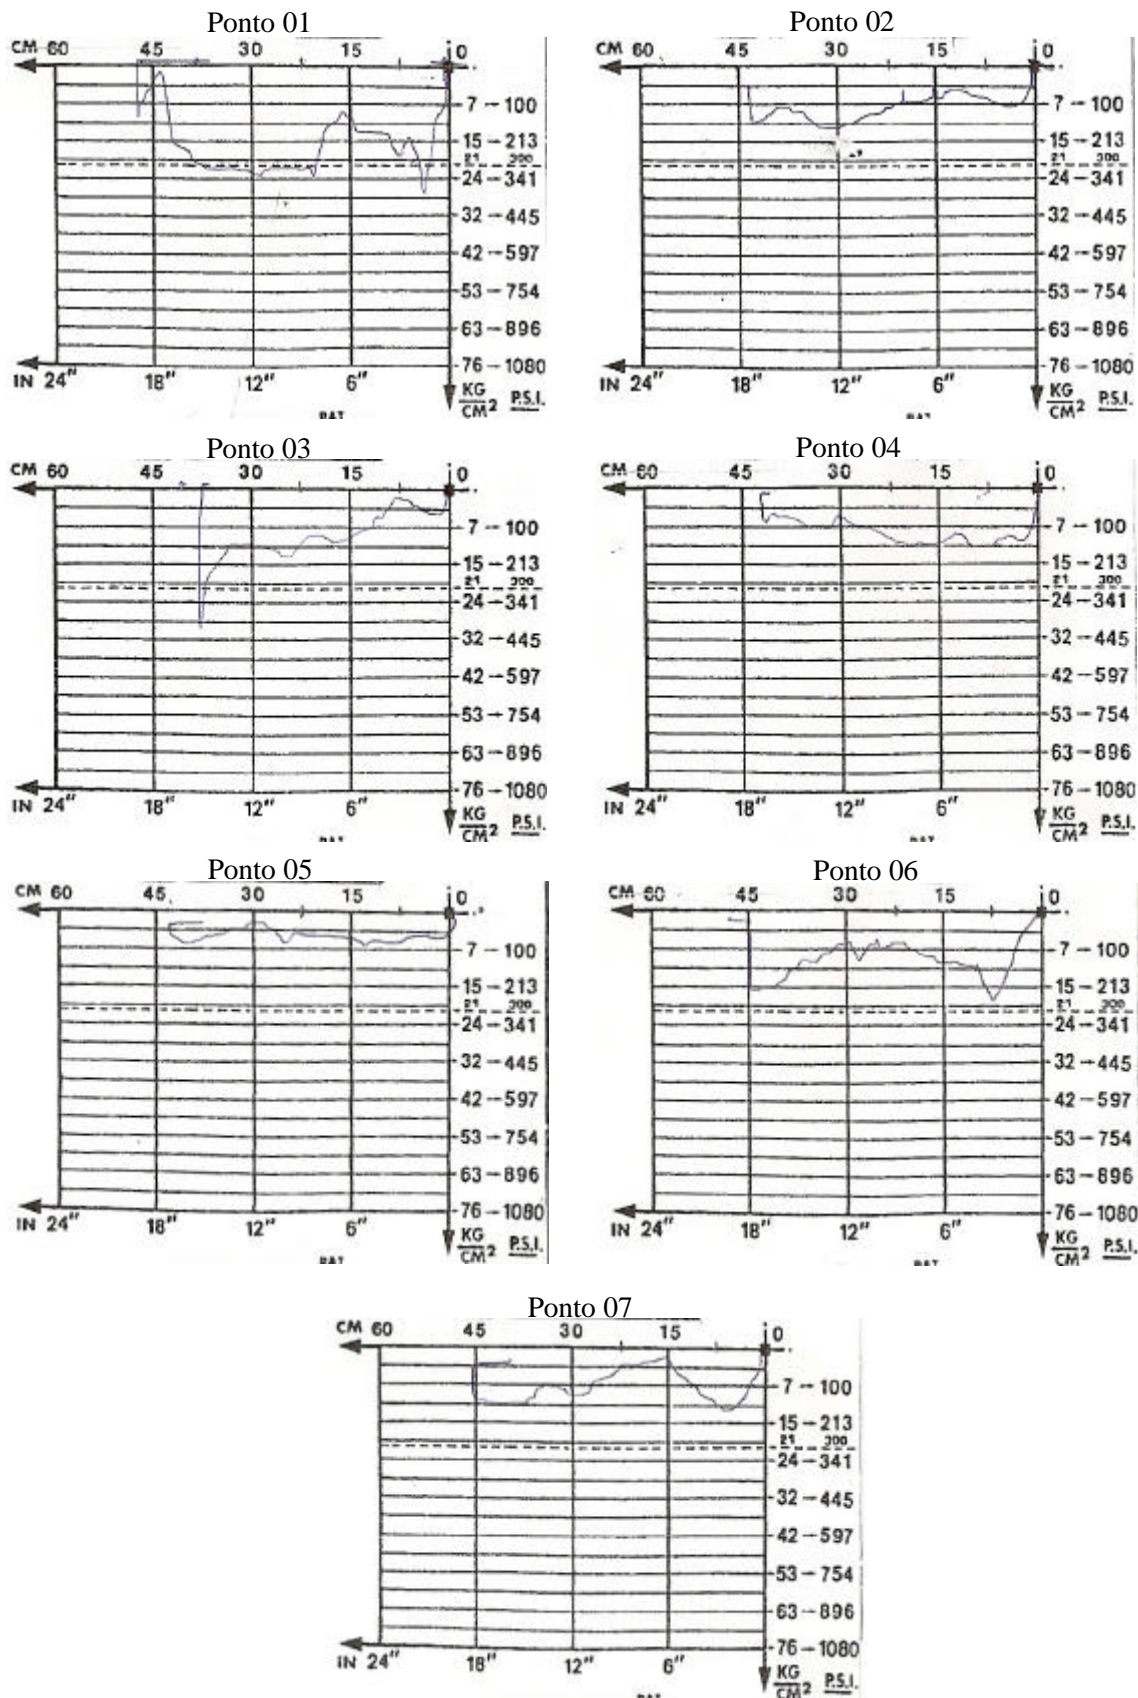 Ponto 01
CM 60 45 30 15 0
7 - 100
15 - 213
21 300
24 - 341
32 - 445
42 - 597
53 - 754
63 - 896
76 - 1080
IN 24" 18" 12" 6"
KG/CM² P.S.I.
Ponto 02
CM 60 45 30 15 0
7 - 100
15 - 213
21 300
24 - 341
32 - 445
42 - 597
53 - 754
63 - 896
76 - 1080
IN 24" 18" 12" 6"
KG/CM² P.S.I.
Ponto 03
CM 60 45 30 15 0
7 - 100
15 - 213
21 300
24 - 341
32 - 445
42 - 597
53 - 754
63 - 896
76 - 1080
IN 24" 18" 12" 6"
KG/CM² P.S.I.
Ponto 04
CM 60 45 30 15 0
7 - 100
15 - 213
21 300
24 - 341
32 - 445
42 - 597
53 - 754
63 - 896
76 - 1080
IN 24" 18" 12" 6"
KG/CM² P.S.I.
Ponto 05
CM 60 45 30 15 0
7 - 100
15 - 213
21 300
24 - 341
32 - 445
42 - 597
53 - 754
63 - 896
76 - 1080
IN 24" 18" 12" 6"
KG/CM² P.S.I.
Ponto 06
CM 60 45 30 15 0
7 - 100
15 - 213
21 300
24 - 341
32 - 445
42 - 597
53 - 754
63 - 896
76 - 1080
IN 24" 18" 12" 6"
KG/CM² P.S.I.
Ponto 07
CM 60 45 30 15 0
7 - 100
15 - 213
21 300
24 - 341
32 - 445
42 - 597
53 - 754
63 - 896
76 - 1080
IN 24" 18" 12" 6"
KG/CM² P.S.I.